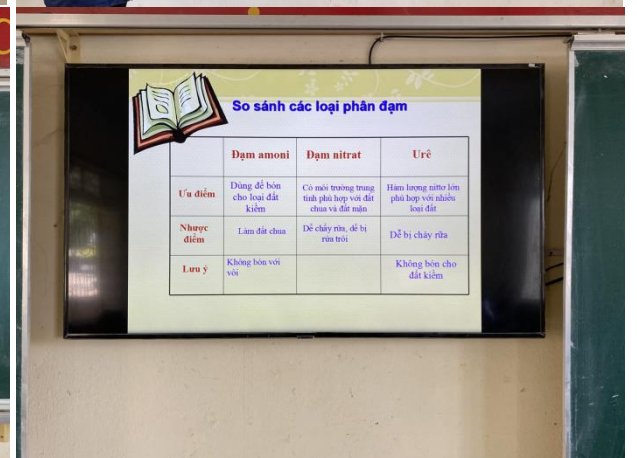 So sánh các loại phân đạm
Đạm amoni
Đạm nitrat
Urê
Ưu điểm
Dùng để bón
cho loại đất
kiềm
Có môi trường trung
tính phù hợp với đất
chua và đất mặn
Hàm lượng nitơ lớn
phù hợp với nhiều
loại đất
Nhược
điểm
Làm đất chua
Dễ chảy rữa, dễ bị
rửa trôi
Dễ bị chảy rữa
Lưu ý
Không bón với
vôi
Không bón cho
đất kiềm